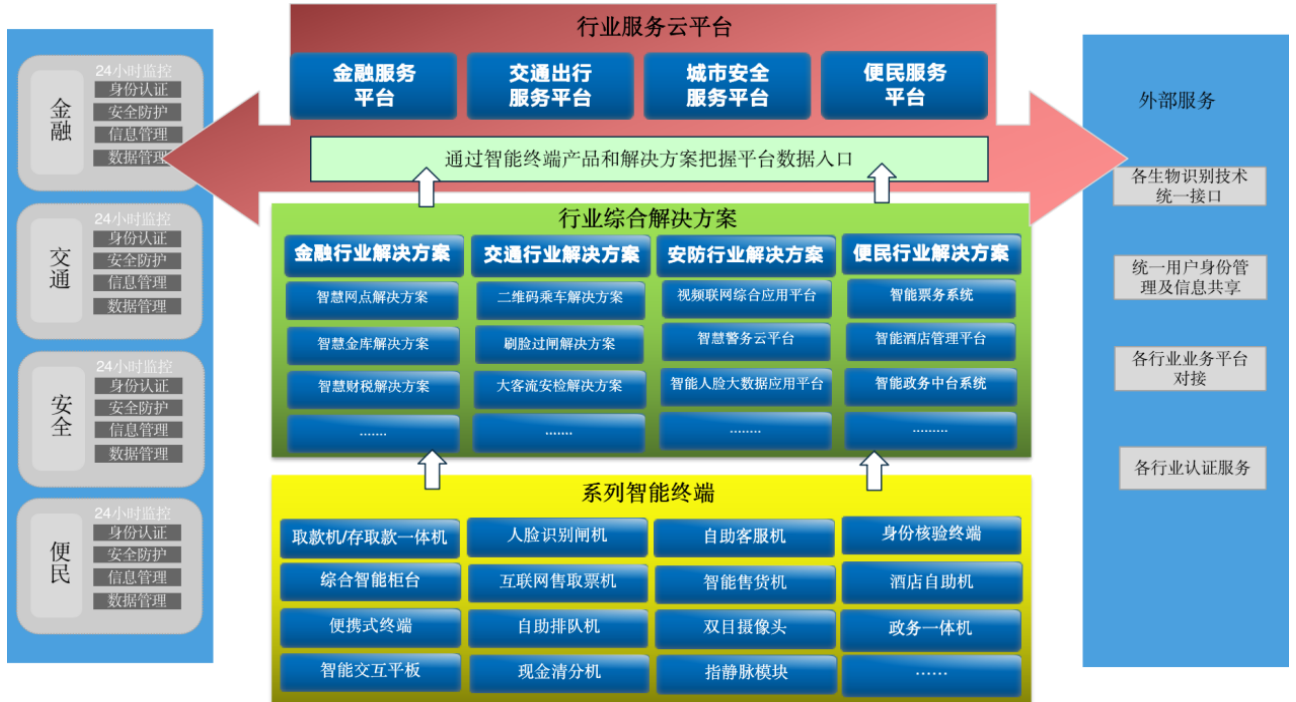 行业服务云平台
金融服务
平台
交通出行
服务平台
城市安全
服务平台
便民服务
平台
通过智能终端产品和解决方案把握平台数据入口
金融
24小时监控
身份认证
安全防护
信息管理
数据管理
交通
24小时监控
身份认证
安全防护
信息管理
数据管理
安全
24小时监控
身份认证
安全防护
信息管理
数据管理
便民
24小时监控
身份认证
安全防护
信息管理
数据管理
行业综合解决方案
金融行业解决方案
交通行业解决方案
安防行业解决方案
便民行业解决方案
智慧网点解决方案
二维码乘车解决方案
视频联网综合应用平台
智能票务系统
智慧金库解决方案
刷脸过闸解决方案
智慧警务云平台
智能酒店管理平台
智慧财税解决方案
大客流安检解决方案
智能人脸大数据应用平台
智能政务中台系统
.......
.......
........
.........
系列智能终端
取款机/存取款一体机
人脸识别闸机
自助客服机
身份核验终端
综合智能柜台
互联网售取票机
智能售货机
酒店自助机
便携式终端
自助排队机
双目摄像头
政务一体机
智能交互平板
现金清分机
指静脉模块
……
外部服务
各生物识别技术
统一接口
统一用户身份管
理及信息共享
各行业业务平台
对接
各行业认证服务